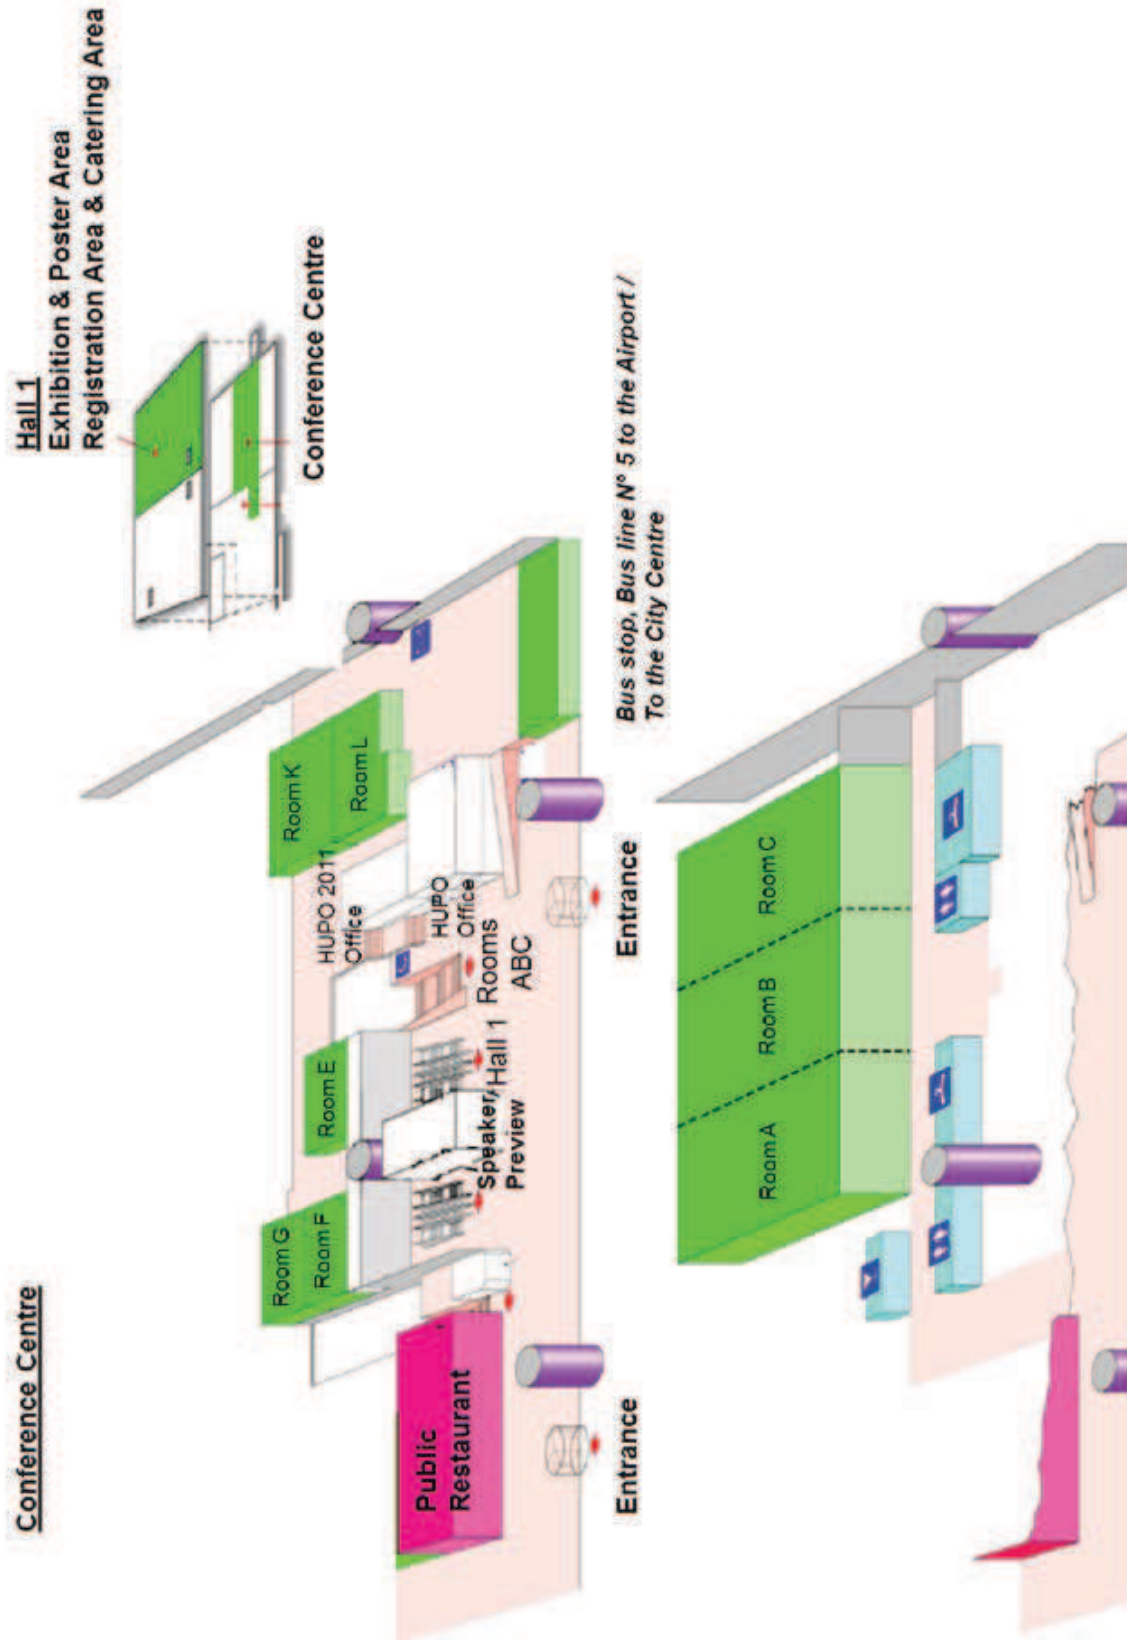 Conference Centre
Hall 1
Exhibition & Poster Area
Registration Area & Catering Area
Conference Centre
Room G
Room F
Room E
HUPO 2011
Office
Room K
Room L
HUPO
Office
Rooms
ABC
Hall 1
Speaker
Preview
Public
Restaurant
Entrance
Entrance
Bus stop, Bus line N° 5 to the Airport /
To the City Centre
Room A
Room B
Room C